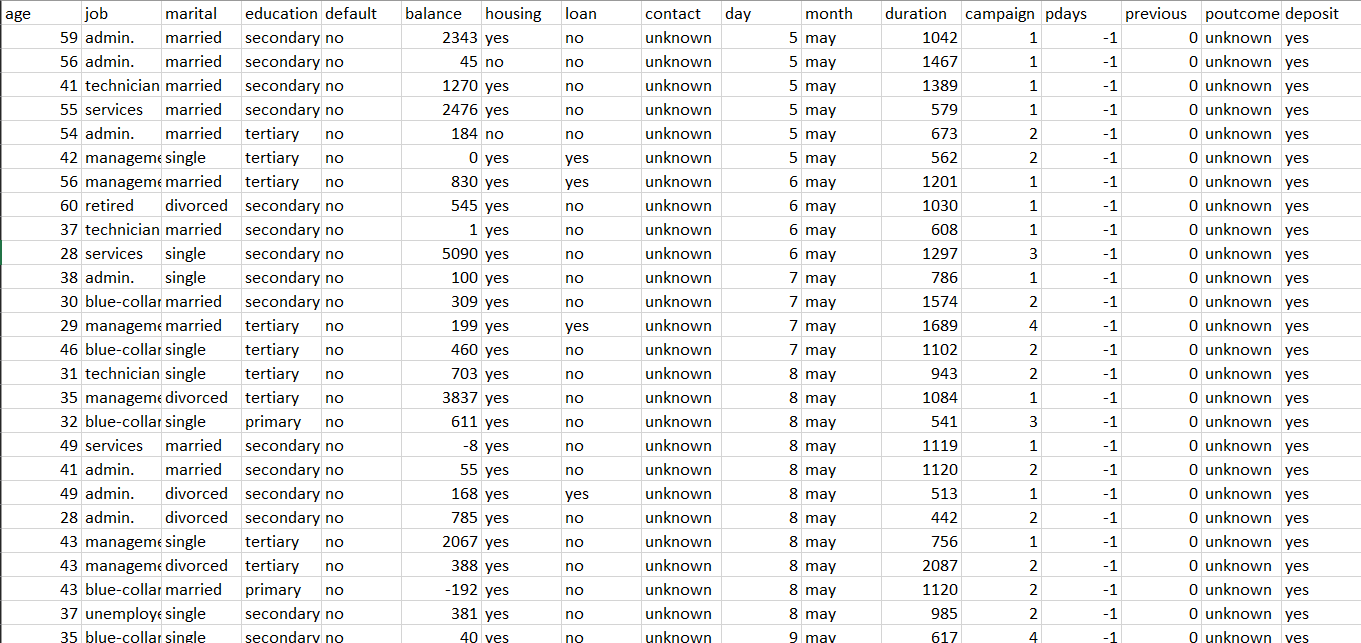 age job marital education default balance housing loan contact day month duration campaign pdays previous poutcome deposit
59 admin. married secondary no 2343 yes no unknown 5 may 1042 1 -1 0 unknown yes
56 admin. married secondary no 45 no no unknown 5 may 1467 1 -1 0 unknown yes
41 technician married secondary no 1270 yes no unknown 5 may 1389 1 -1 0 unknown yes
55 services married secondary no 2476 yes no unknown 5 may 579 1 -1 0 unknown yes
54 admin. married tertiary no 184 no no unknown 5 may 673 2 -1 0 unknown yes
42 manageme single tertiary no 0 yes yes unknown 5 may 562 2 -1 0 unknown yes
56 manageme married tertiary no 830 yes yes unknown 6 may 1201 1 -1 0 unknown yes
60 retired divorced secondary no 545 yes no unknown 6 may 1030 1 -1 0 unknown yes
37 technician married secondary no 1 yes no unknown 6 may 608 1 -1 0 unknown yes
28 services single secondary no 5090 yes no unknown 6 may 1297 3 -1 0 unknown yes
38 admin. single secondary no 100 yes no unknown 7 may 786 1 -1 0 unknown yes
30 blue-collar married secondary no 309 yes no unknown 7 may 1574 2 -1 0 unknown yes
29 manageme married tertiary no 199 yes yes unknown 7 may 1689 4 -1 0 unknown yes
46 blue-collar single tertiary no 460 yes no unknown 7 may 1102 2 -1 0 unknown yes
31 technician single tertiary no 703 yes no unknown 8 may 943 2 -1 0 unknown yes
35 manageme divorced tertiary no 3837 yes no unknown 8 may 1084 1 -1 0 unknown yes
32 blue-collar single primary no 611 yes no unknown 8 may 541 3 -1 0 unknown yes
49 services married secondary no -8 yes no unknown 8 may 1119 1 -1 0 unknown yes
41 admin. married secondary no 55 yes no unknown 8 may 1120 2 -1 0 unknown yes
49 admin. divorced secondary no 168 yes yes unknown 8 may 513 1 -1 0 unknown yes
28 admin. divorced secondary no 785 yes no unknown 8 may 442 2 -1 0 unknown yes
43 manageme single tertiary no 2067 yes no unknown 8 may 756 1 -1 0 unknown yes
43 manageme divorced tertiary no 388 yes no unknown 8 may 2087 2 -1 0 unknown yes
43 blue-collar married primary no -192 yes no unknown 8 may 1120 2 -1 0 unknown yes
37 unemploye single secondary no 381 yes no unknown 8 may 985 2 -1 0 unknown yes
35 blue-collar single secondary no 40 yes no unknown 9 may 617 4 -1 0 unknown yes